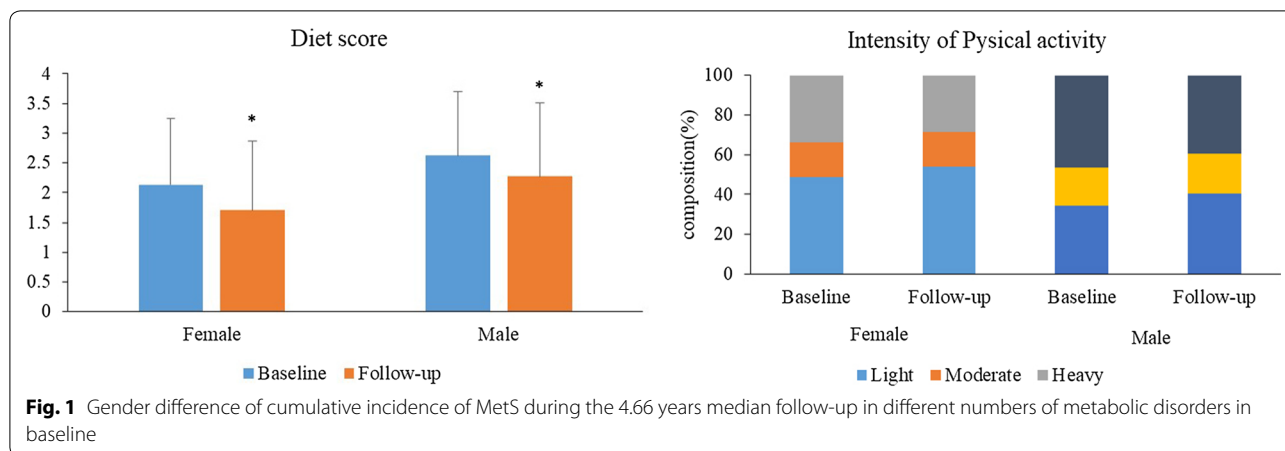 Diet score
4
3.5
3
2.5
2
1.5
1
0.5
0
*
*
Female
Male
Baseline
Follow-up
Intensity of Pysical activity
composition(%)
100
80
60
40
20
0
Baseline
Follow-up
Baseline
Follow-up
Female
Male
Light
Moderate
Heavy
Fig. 1 Gender difference of cumulative incidence of MetS during the 4.66 years median follow-up in different numbers of metabolic disorders in
baseline